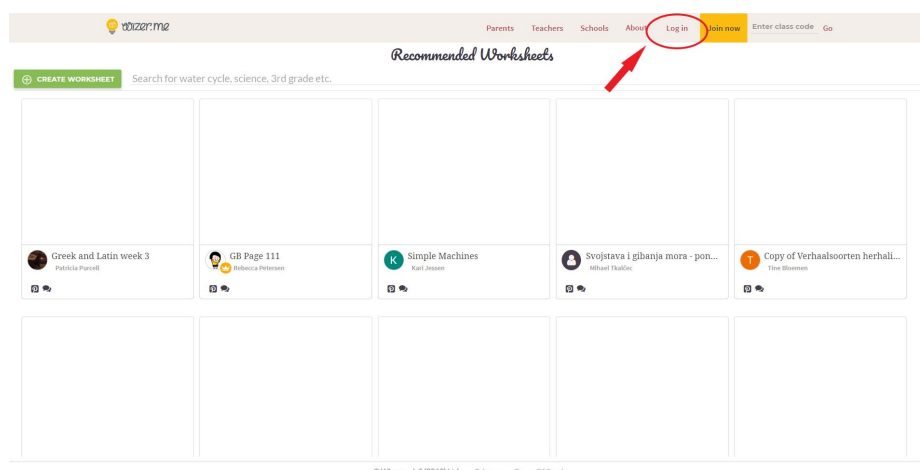 wizer.me
Parents Teachers Schools About Log in Join now Enter class code Go
Recommended Worksheets
CREATE WORKSHEET Search for water cycle, science, 3rd grade etc.
Greek and Latin week 3
Patricia Purcell
GB Page 111
Rebecca Petersen
K
Simple Machines
Kari Jessen
Svojstava i gibanja mora - pon...
Mihael Tkalčec
T
Copy of Verhaalsoorten herhali...
Tine Bloemen